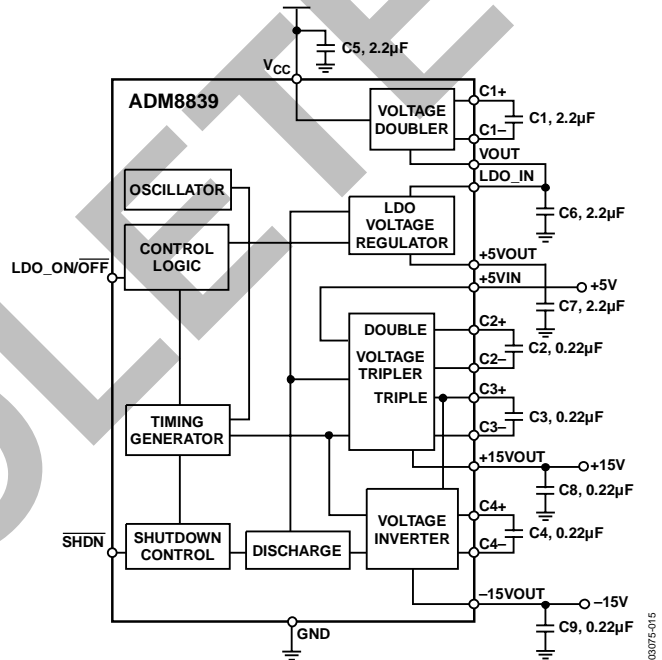 C5, 2.2µF
VCC
ADM8839
VOLTAGE
DOUBLER
C1+
C1–
C1, 2.2µF
VOUT
LDO_IN
OSCILLATOR
LDO
VOLTAGE
REGULATOR
C6, 2.2µF
CONTROL
LOGIC
LDO_ON/OFF
+5VOUT
+5VIN
+5V
C7, 2.2µF
DOUBLE
VOLTAGE
TRIPLER
TRIPLE
C2+
C2–
C2, 0.22µF
C3+
C3–
C3, 0.22µF
TIMING
GENERATOR
+15VOUT
+15V
C8, 0.22µF
SHDN
SHUTDOWN
CONTROL
DISCHARGE
VOLTAGE
INVERTER
C4+
C4–
C4, 0.22µF
–15VOUT
–15V
C9, 0.22µF
GND
03075-015
OLETE